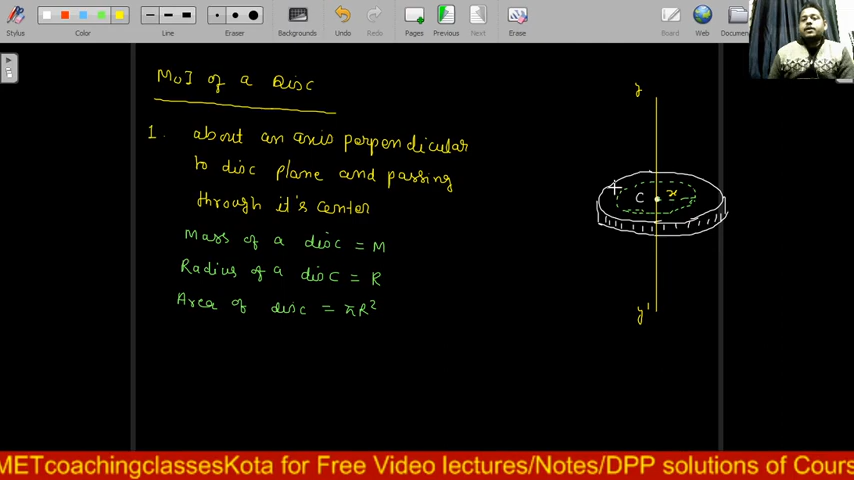 Stylus
Color
Line
Eraser
Backgrounds
Undo
Redo
Pages
Previous
Next
Erase
Board
Web
Documen
MOI of a Disc
1. about an axis perpendicular
to disc plane and passing
through it's center
Mass of a disc = M
Radius of a disc = R
Area of disc = πR²
y
C
x
y'
METcoachingclassesKota for Free Video lectures/Notes/DPP solutions of Cours